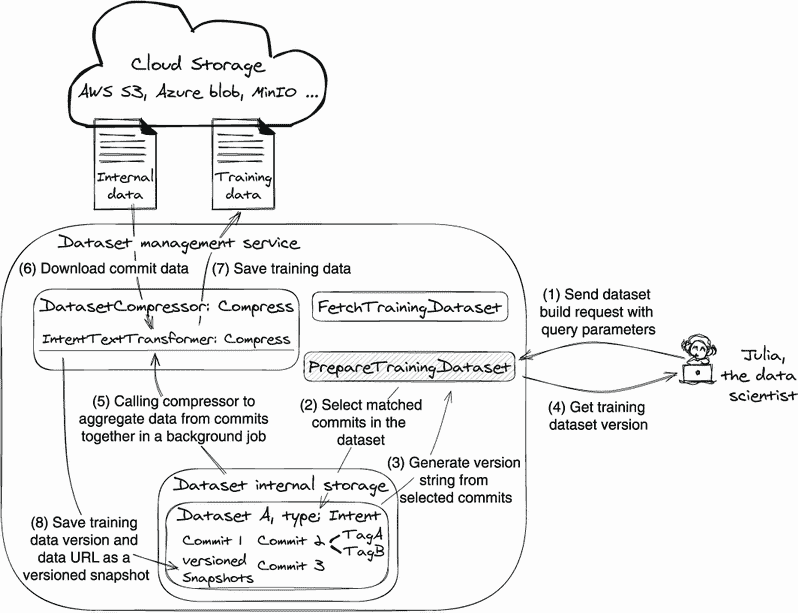 Cloud Storage
AWS S3, Azure blob, MinIO ...
Internal
data
Training
data
Dataset management service
(6) Download commit data
(7) Save training data
DatasetCompressor: Compress
IntentTextTransformer: Compress
FetchTrainingDataset
PrepareTrainingDataset
(1) Send dataset
build request with
query parameters
Julia,
the data
scientist
(4) Get training
dataset version
(5) Calling compressor to
aggregate data from commits
together in a background job
(2) Select matched
commits in the
dataset
(3) Generate version
string from
selected commits
Dataset internal storage
Dataset A, type: Intent
Commit 1
Commit 2
TagA
TagB
versioned
Snapshots
Commit 3
(8) Save training
data version and
data URL as a
versioned snapshot